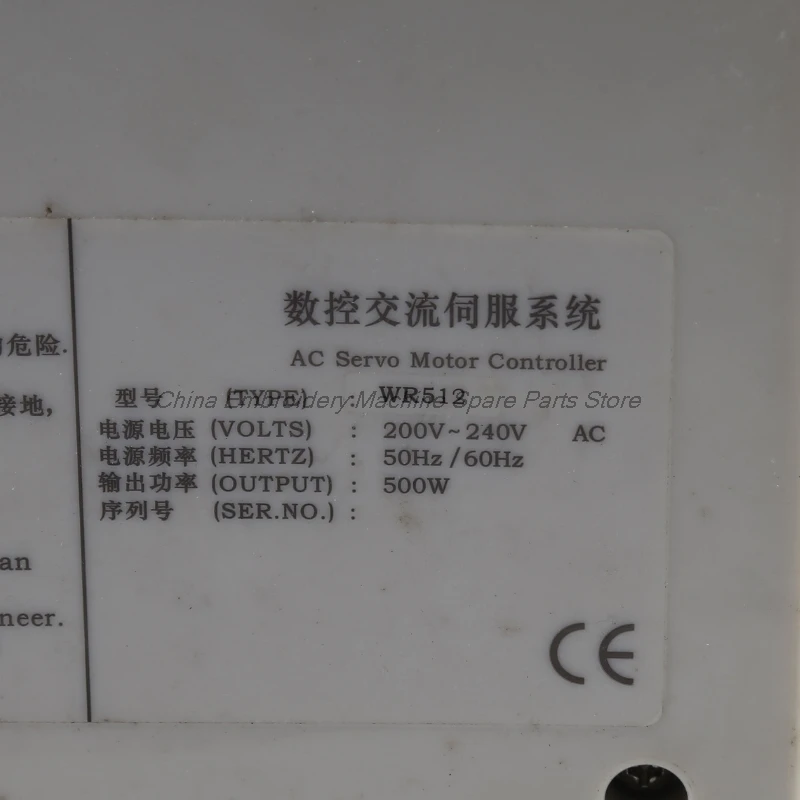 危险.
接地,
an
neer.
数控交流伺服系统
AC Servo Motor Controller
型号 (TYPE) : WR512
China Embroidery Machine Spare Parts Store
电源电压 (VOLTS) : 200V~240V AC
电源频率 (HERTZ) : 50Hz/60Hz
输出功率 (OUTPUT) : 500W
序列号 (SER.NO.) :
CE